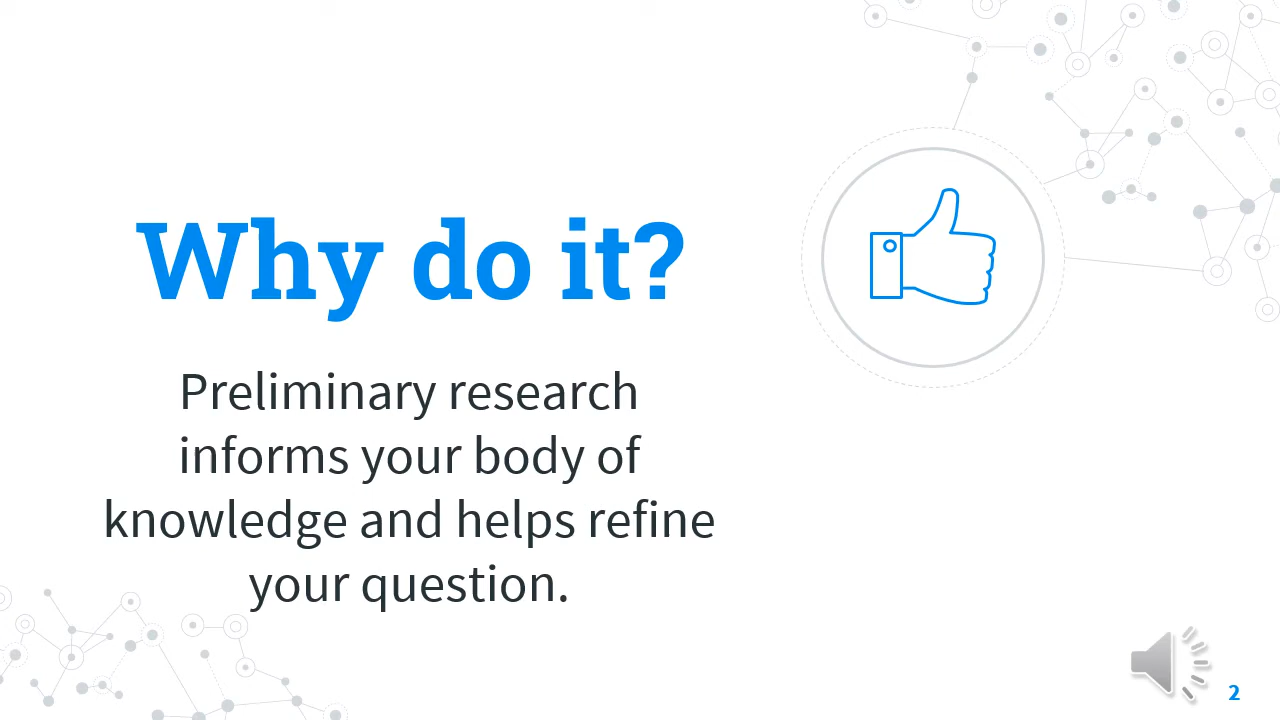 Why do it?
Preliminary research
informs your body of
knowledge and helps refine
your question.
2